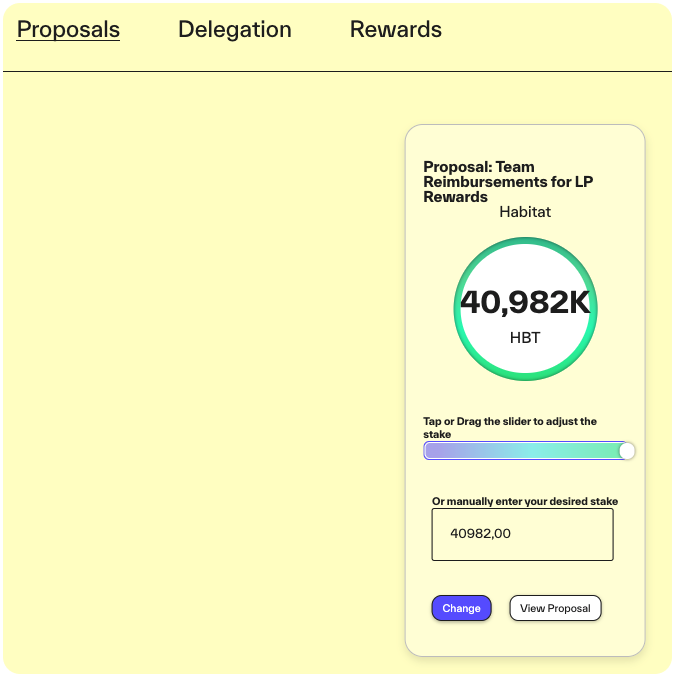 Proposals Delegation Rewards
Proposal: Team
Reimbursements for LP
Rewards
Habitat
40,982K
HBT
Tap or Drag the slider to adjust the
stake
Or manually enter your desired stake
40982,00
Change View Proposal